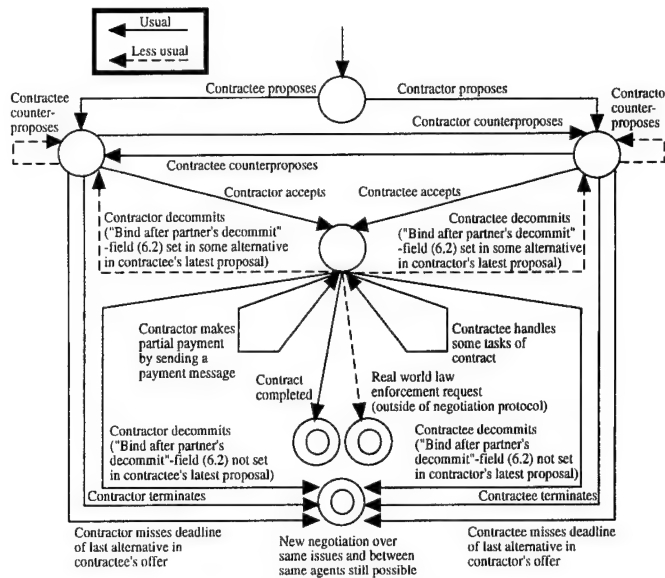 Usual
Less usual
Contractee
counter-
proposes
Contractee proposes
Contractor proposes
Contractor
counter-
proposes
Contractor counterproposes
Contractee counterproposes
Contractor accepts
Contractee accepts
Contractor decommits
("Bind after partner's decommit"
-field (6.2) set in some alternative
in contractee's latest proposal)
Contractee decommits
("Bind after partner's decommit"
-field (6.2) set in some alternative
in contractor's latest proposal)
Contractor makes
partial payment
by sending a
payment message
Contractee handles
some tasks of
contract
Contract
completed
Real world law
enforcement request
(outside of negotiation protocol)
Contractor decommits
("Bind after partner's
decommit"-field (6.2) not set
in contractee's latest proposal)
Contractee decommits
("Bind after partner's
decommit"-field (6.2) not set
in contractor's latest proposal)
Contractor terminates
Contractee terminates
Contractor misses deadline
of last alternative in
contractee's offer
New negotiation over
same issues and between
same agents still possible
Contractee misses deadline
of last alternative in
contractor's offer